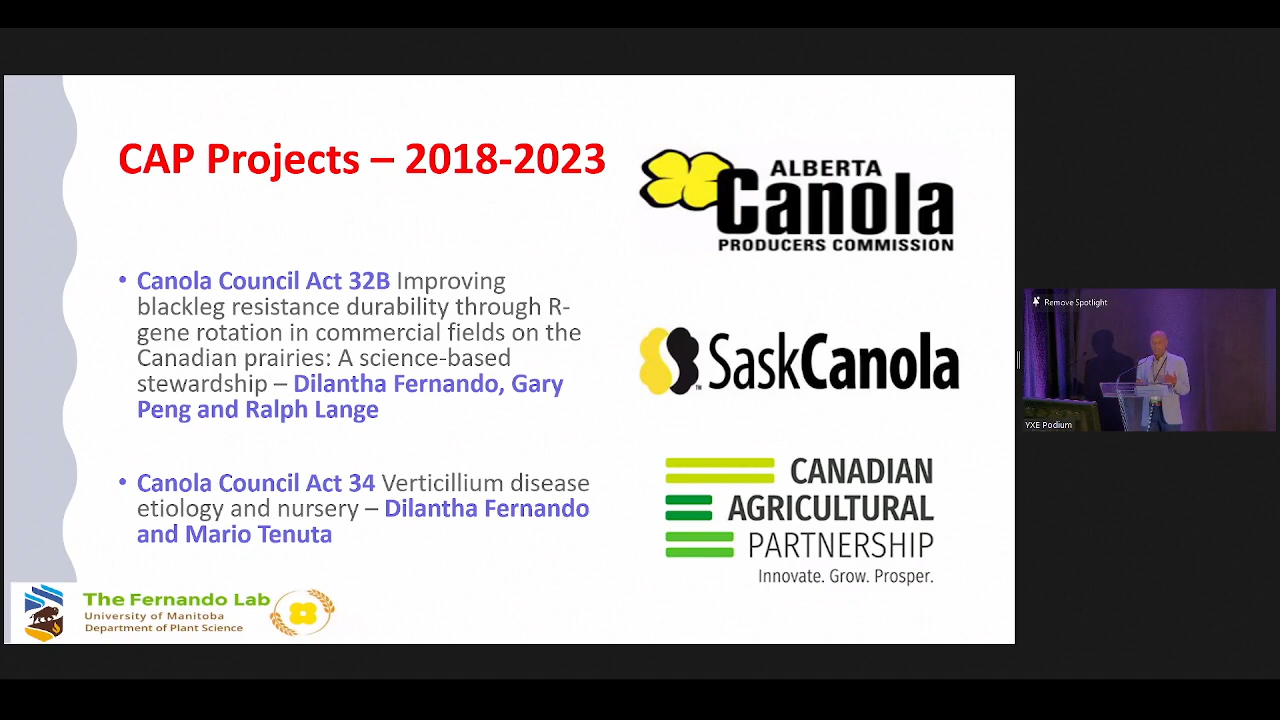 CAP Projects – 2018-2023
• Canola Council Act 32B Improving
blackleg resistance durability through R-
gene rotation in commercial fields on the
Canadian prairies: A science-based
stewardship – Dilantha Fernando, Gary
Peng and Ralph Lange
• Canola Council Act 34 Verticillium disease
etiology and nursery – Dilantha Fernando
and Mario Tenuta
ALBERTA
Canola
PRODUCERS COMMISSION
SaskCanola
TM
CANADIAN
AGRICULTURAL
PARTNERSHIP
Innovate. Grow. Prosper.
The Fernando Lab
University of Manitoba
Department of Plant Science
Remove Spotlight
YXE Podium